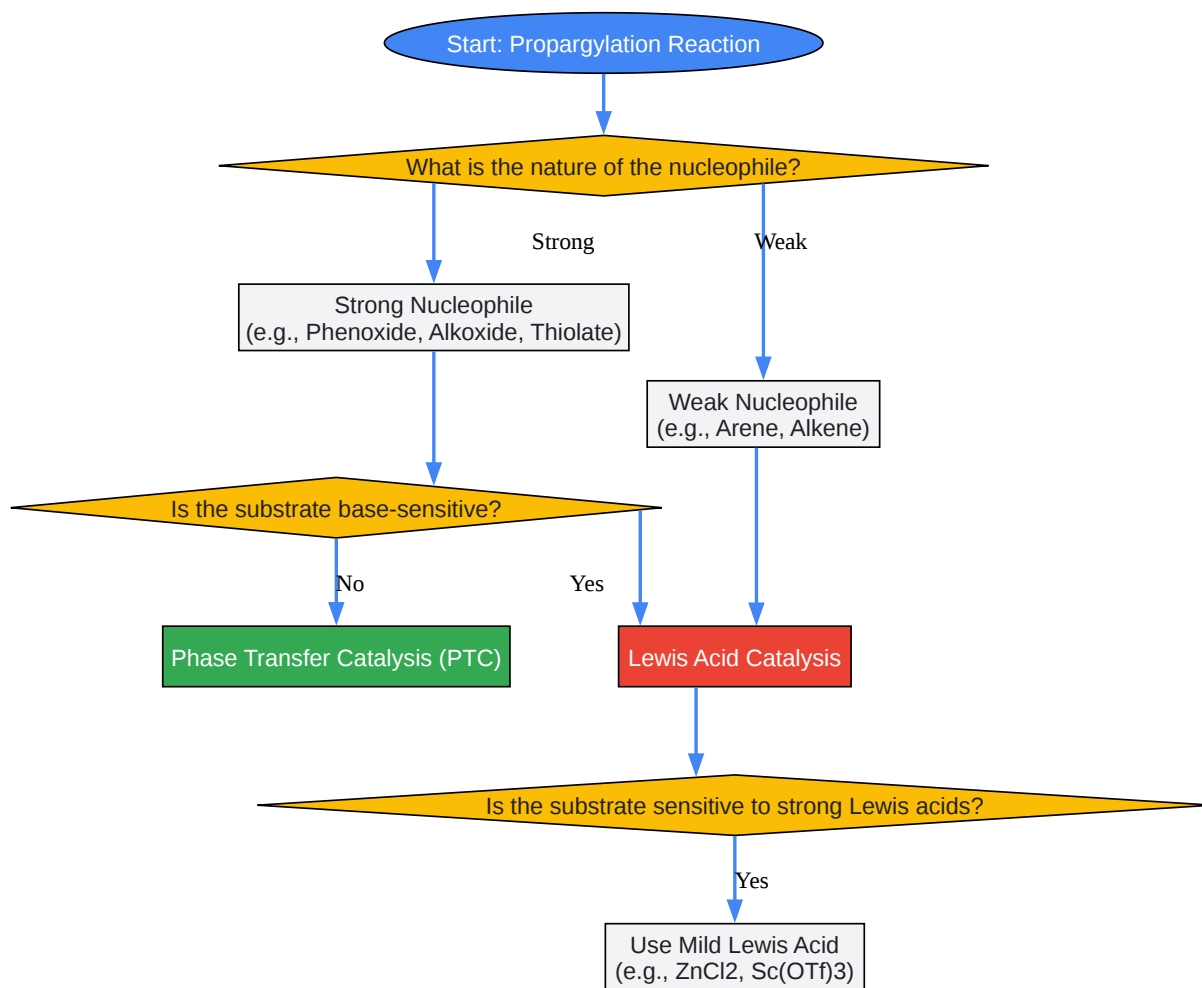 Start: Propargylation Reaction
What is the nature of the nucleophile?
Strong
Weak
Strong Nucleophile
(e.g., Phenoxide, Alkoxide, Thiolate)
Weak Nucleophile
(e.g., Arene, Alkene)
Is the substrate base-sensitive?
No
Yes
Phase Transfer Catalysis (PTC)
Lewis Acid Catalysis
Is the substrate sensitive to strong Lewis acids?
Yes
Use Mild Lewis Acid
(e.g., ZnCl2, Sc(OTf)3)